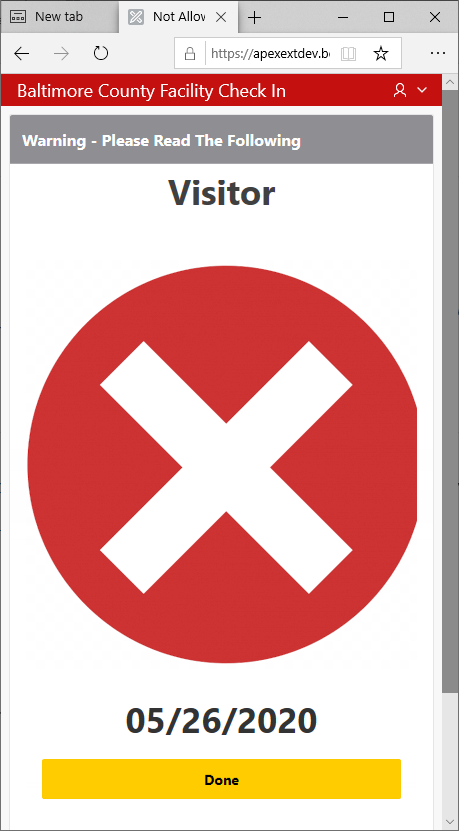 New tab
Not Allow
https://apexextdev.b
Baltimore County Facility Check In
Warning - Please Read The Following
Visitor
05/26/2020
Done